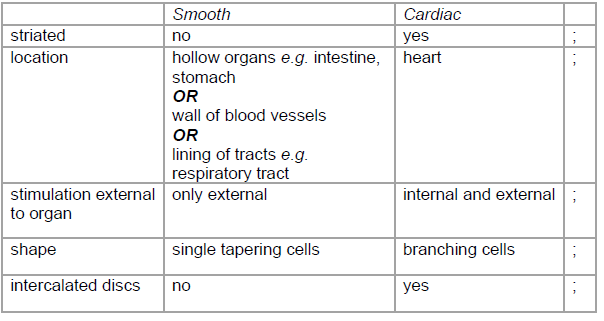 Smooth Cardiac
striated no yes ;
location hollow organs e.g. intestine, heart ;
stomach
OR
wall of blood vessels
OR
lining of tracts e.g.
respiratory tract
stimulation external only external internal and external ;
to organ
shape single tapering cells branching cells ;
intercalated discs no yes ;